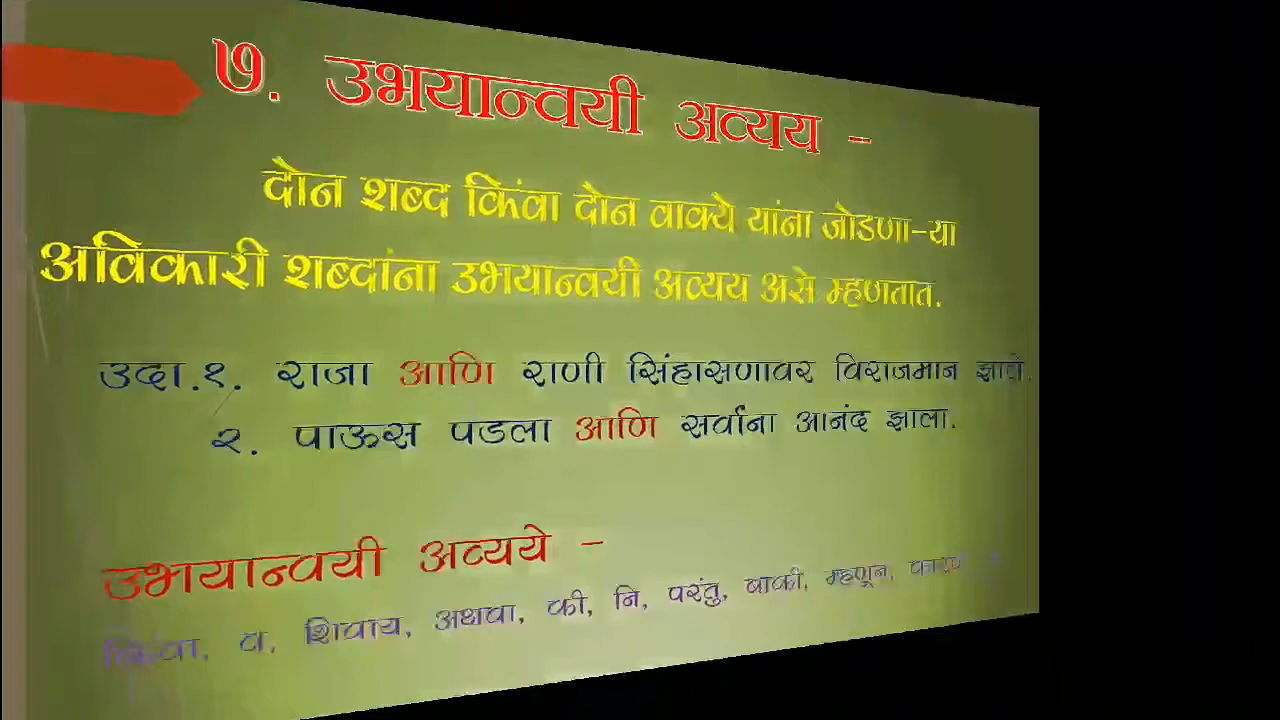 ७. उभयान्वयी अव्यय -
दोन शब्द किंवा दोन वाक्ये यांना जोडणा-या
अविकारी शब्दांना उभयान्वयी अव्यय असे म्हणतात.
उदा.१. राजा आणि राणी सिंहासणावर विराजमान झाले.
२. पाऊस पडला आणि सर्वांना आनंद झाला.
उभयान्वयी अव्यये -
किंवा, व, शिवाय, अथवा, की, नि, परंतु, बाकी, म्हणून, कारण